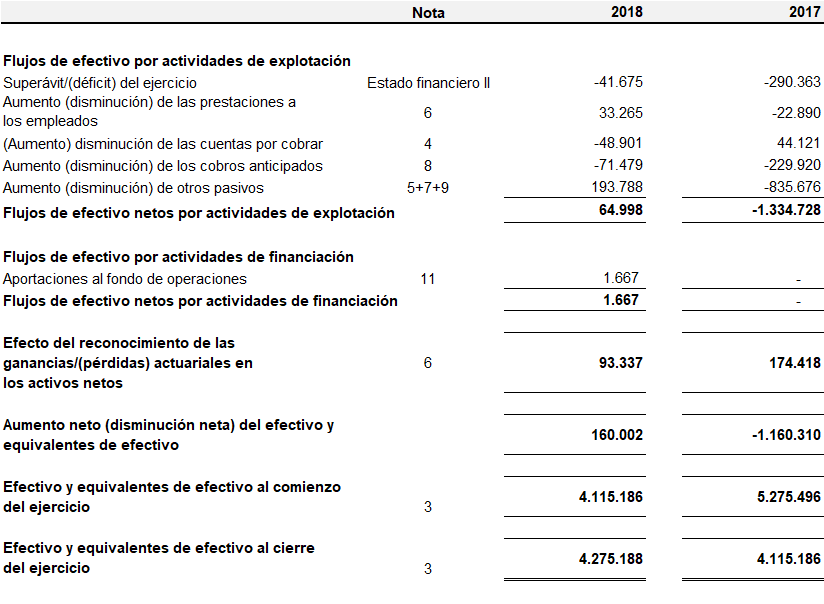 Nota 2018 2017
Flujos de efectivo por actividades de explotación
Superávit/(déficit) del ejercicio Estado financiero II -41.675 -290.363
Aumento (disminución) de las prestaciones a
los empleados 6 33.265 -22.890
(Aumento) disminución de las cuentas por cobrar 4 -48.901 44.121
Aumento (disminución) de los cobros anticipados 8 -71.479 -229.920
Aumento (disminución) de otros pasivos 5+7+9 193.788 -835.676
Flujos de efectivo netos por actividades de explotación 64.998 -1.334.728
Flujos de efectivo por actividades de financiación
Aportaciones al fondo de operaciones 11 1.667 -
Flujos de efectivo netos por actividades de financiación 1.667 -
Efecto del reconocimiento de las
ganancias/(pérdidas) actuariales en 6 93.337 174.418
los activos netos
Aumento neto (disminución neta) del efectivo y
equivalentes de efectivo 160.002 -1.160.310
Efectivo y equivalentes de efectivo al comienzo
del ejercicio 3 4.115.186 5.275.496
Efectivo y equivalentes de efectivo al cierre
del ejercicio 3 4.275.188 4.115.186